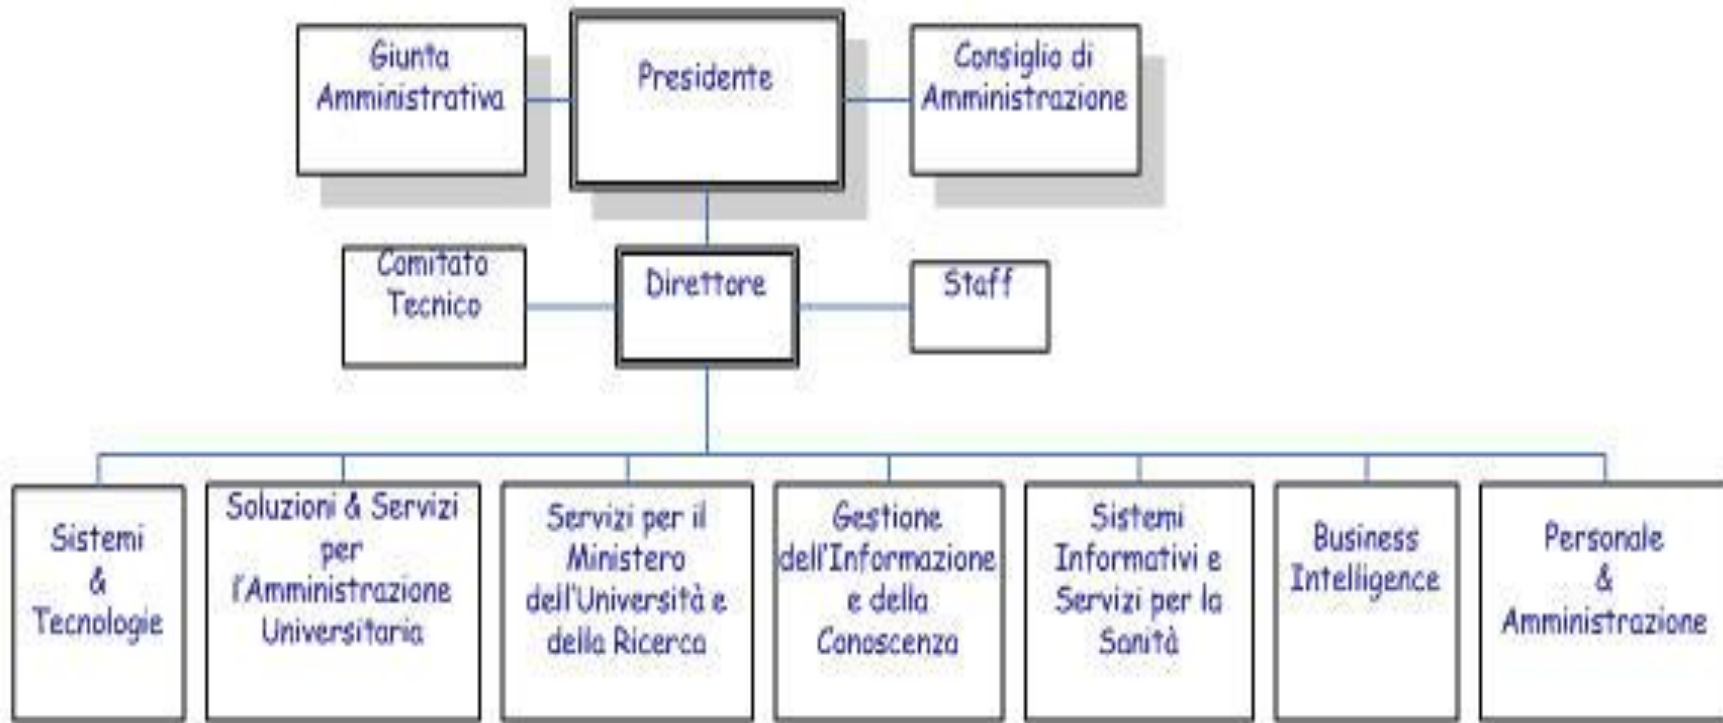 Giunta
Amministrativa
Presidente
Consiglio di
Amministrazione
Comitato
Tecnico
Direttore
Staff
Sistemi
&
Tecnologie
Soluzioni & Servizi
per
l'Amministrazione
Universitaria
Servizi per il
Ministero
dell'Università e
della Ricerca
Gestione
dell'Informazione
e della
Conoscenza
Sistemi
Informativi e
Servizi per la
Sanità
Business
Intelligence
Personale
&
Amministrazione